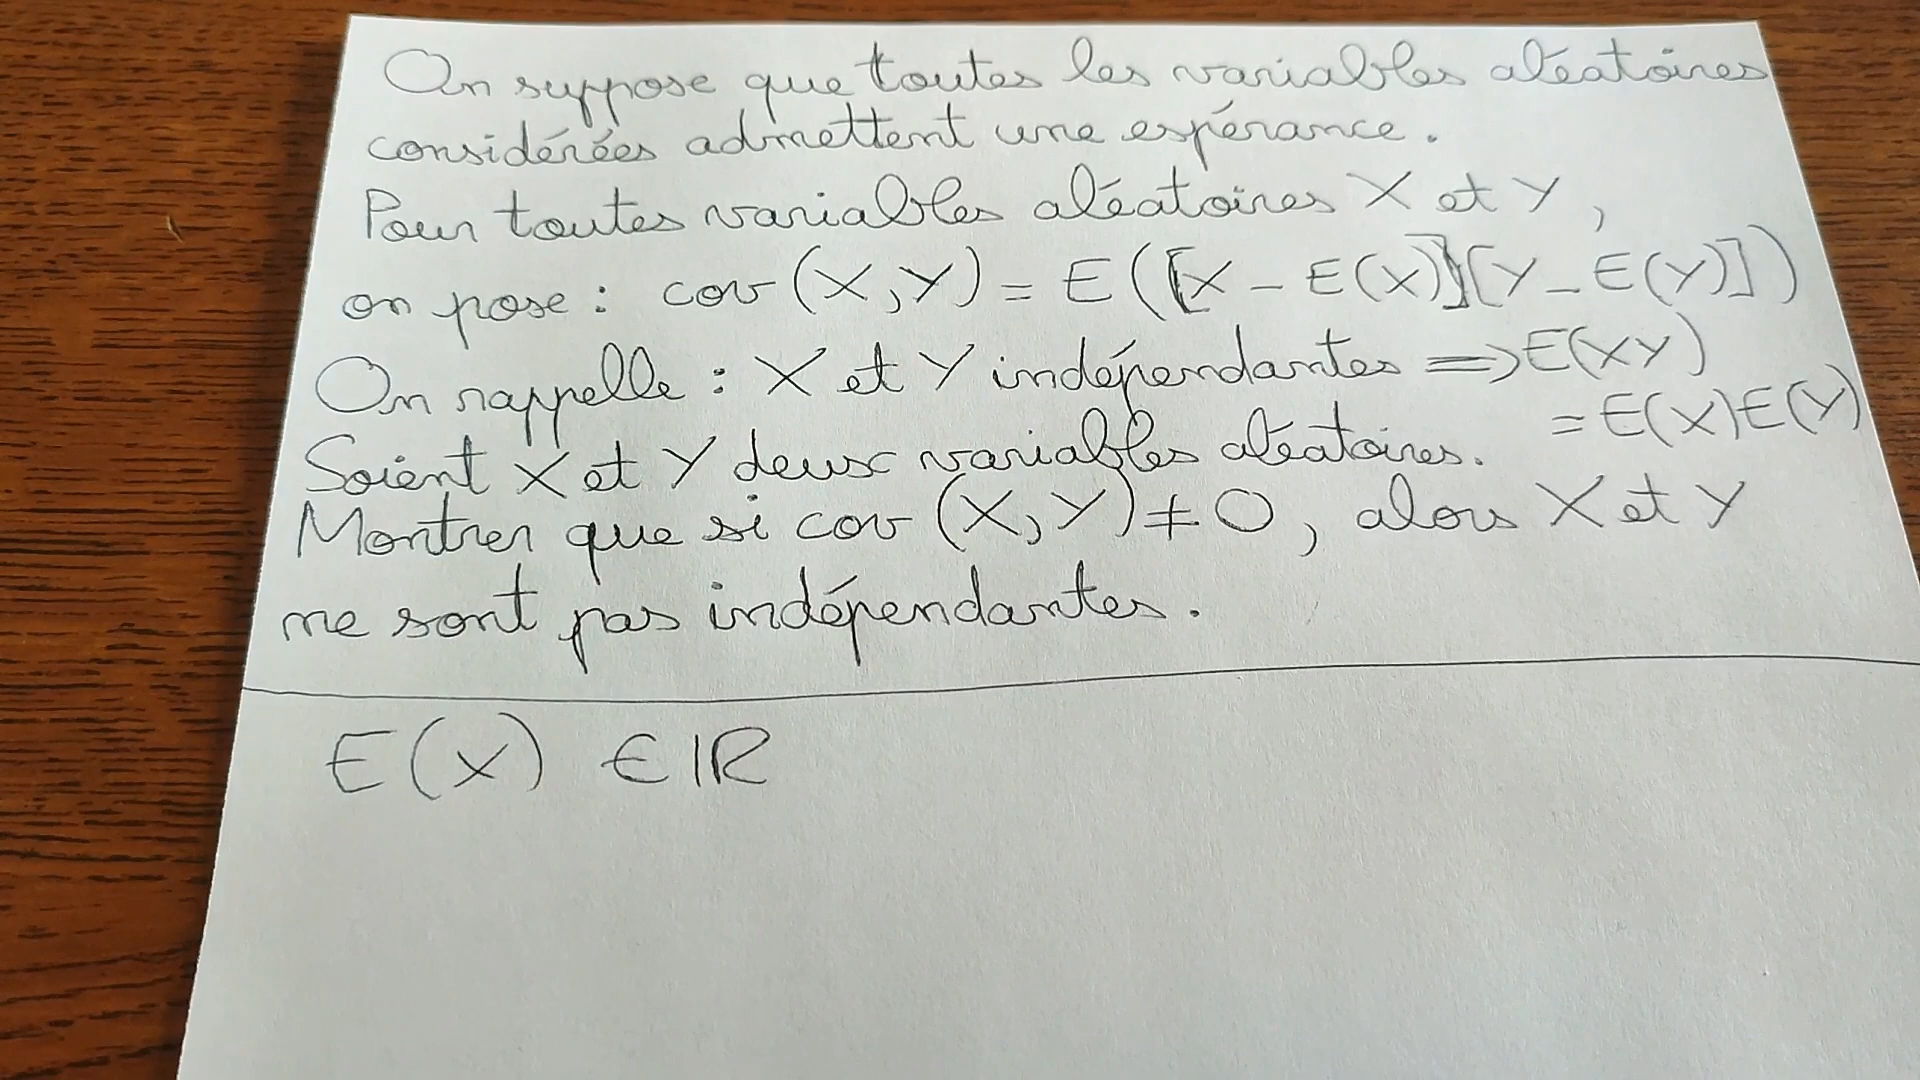 On suppose que toutes les variables aléatoires
considérées admettent une espérance.
Pour toutes variables aléatoires X et Y,
on pose : cov (X, Y) = E ([X - E(X)][Y - E(Y)])
On rappelle : X et Y indépendantes => E(XY)
= E(X)E(Y)
Soient X et Y deux variables aléatoires.
Montrer que si cov (X, Y) ≠ 0, alors X et Y
ne sont pas indépendantes.
E(X) ∈ ℝ